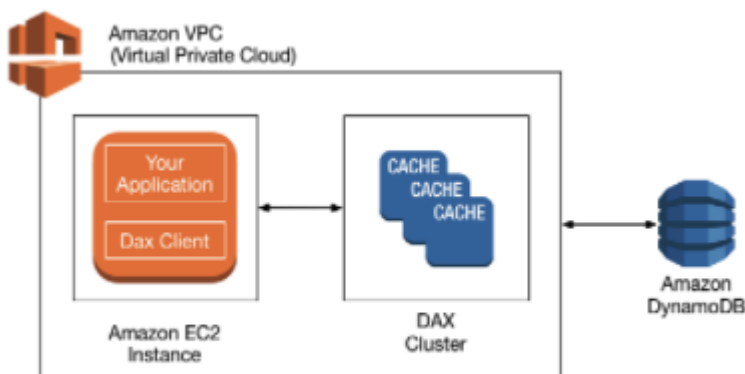 Amazon VPC
(Virtual Private Cloud)
Your
Application
Dax Client
CACHE
CACHE
CACHE
Amazon EC2
Instance
DAX
Cluster
Amazon
DynamoDB